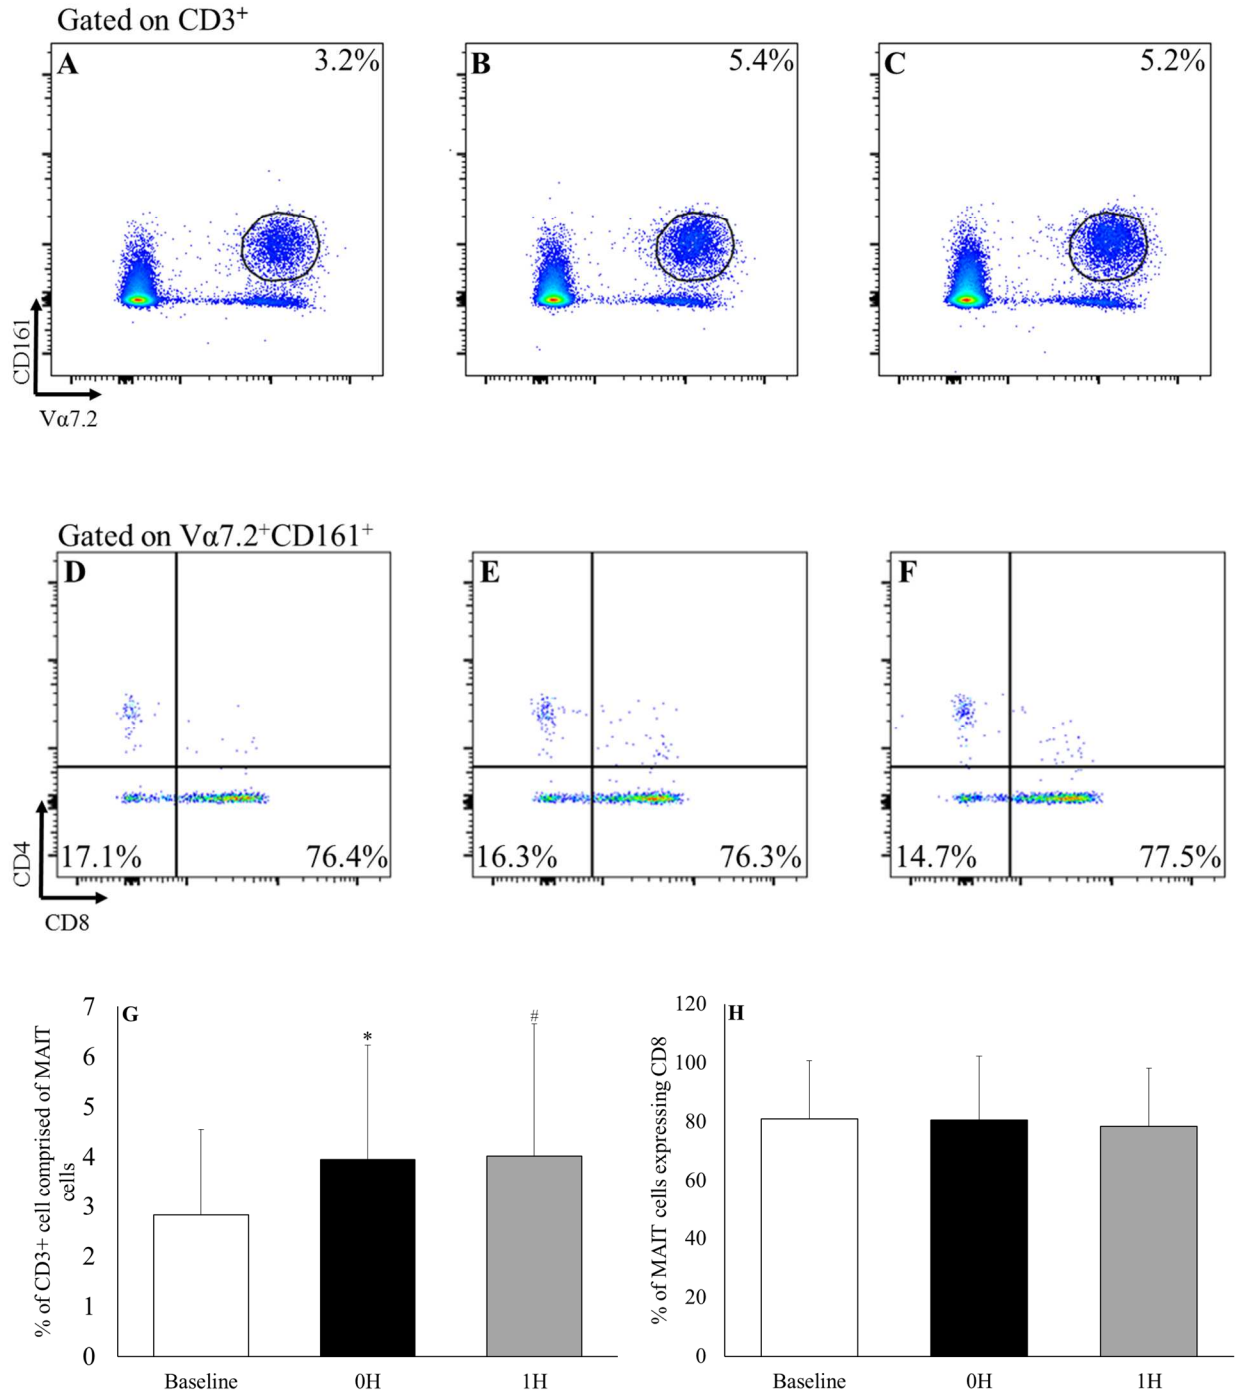 Gated on CD3⁺
A
3.2%
B
5.4%
C
5.2%
CD161
Vα7.2
Gated on Vα7.2⁺CD161⁺
D
E
F
17.1%
76.4%
16.3%
76.3%
14.7%
77.5%
CD4
CD8
G
% of CD3+ cell comprised of MAIT
cells
7
6
5
4
3
2
1
0
*
#
Baseline
0H
1H
H
% of MAIT cells expressing CD8
120
100
80
60
40
20
0
Baseline
0H
1H